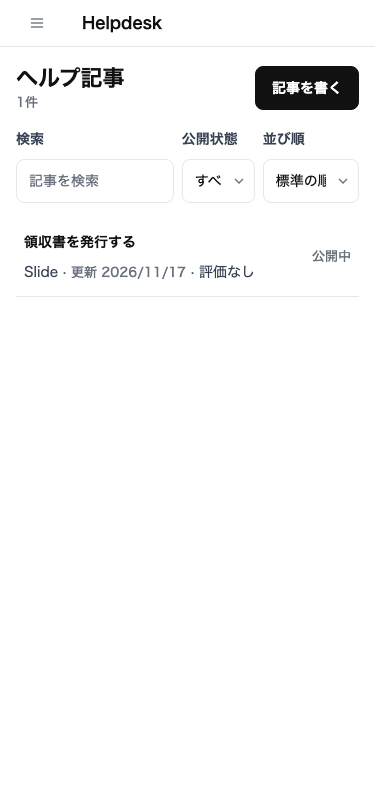 Helpdesk
ヘルプ記事
1件
記事を書く
検索
公開状態
並び順
記事を検索
すべ
標準の順
領収書を発行する
Slide · 更新 2026/11/17 · 評価なし
公開中